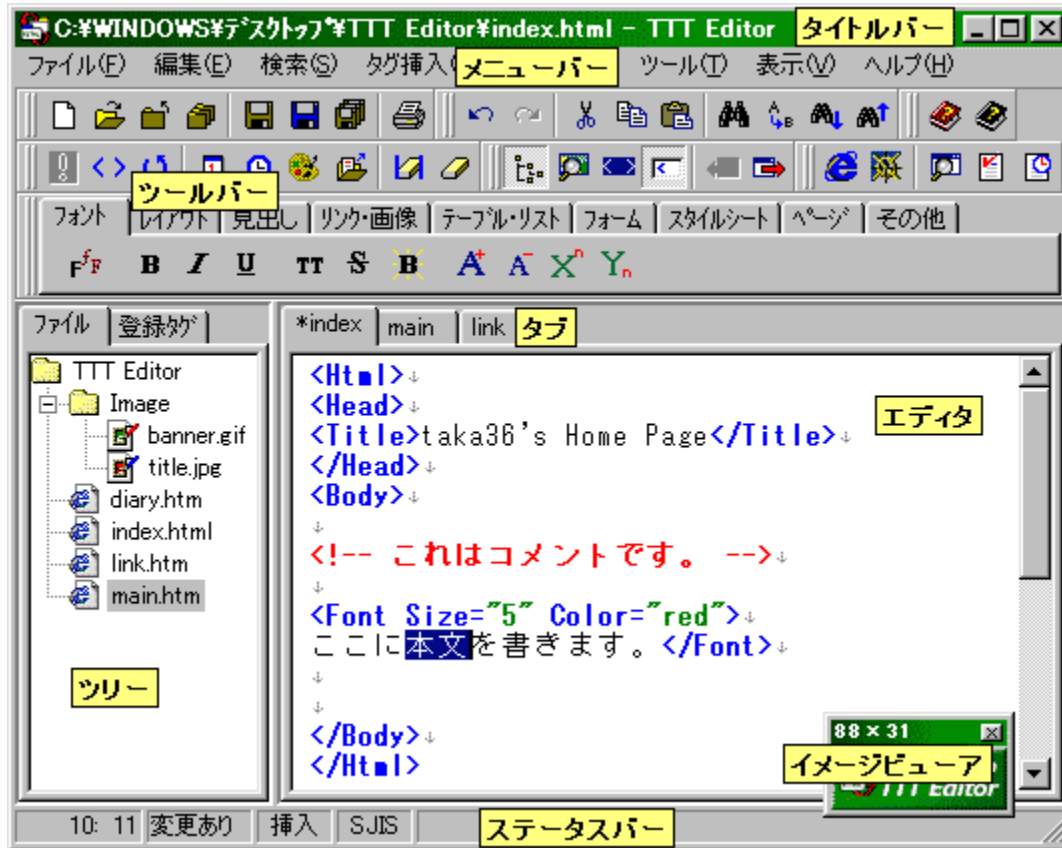 C:¥WINDOWS¥ﾃﾞｽｸﾄｯﾌﾟ¥TTT Editor¥index.html - TTT Editor タイトルバー
ファイル(F) 編集(E) 検索(S) タグ挿入( メニューバー ツール(T) 表示(V) ヘルプ(H)
ツールバー
フォント レイアウト 見出し リンク・画像 テーブル・リスト フォーム スタイルシート ページ その他
FfF B I U TT S B A+ A- Xn Yn
ファイル 登録タグ
*index main link タブ
TTT Editor
Image
banner.gif
title.jpg
diary.htm
index.html
link.htm
main.htm
ツリー
<Html>↓
<Head>↓
<Title>taka36's Home Page</Title>↓
</Head>↓
<Body>↓
↓
<!-- これはコメントです。 -->↓
↓
<Font Size="5" Color="red">↓
ここに本文を書きます。</Font>↓
↓
↓
</Body>↓
</Html>
エディタ
88×31
イメージビューア
TTT Editor
10: 11 変更あり 挿入 SJIS ステータスバー